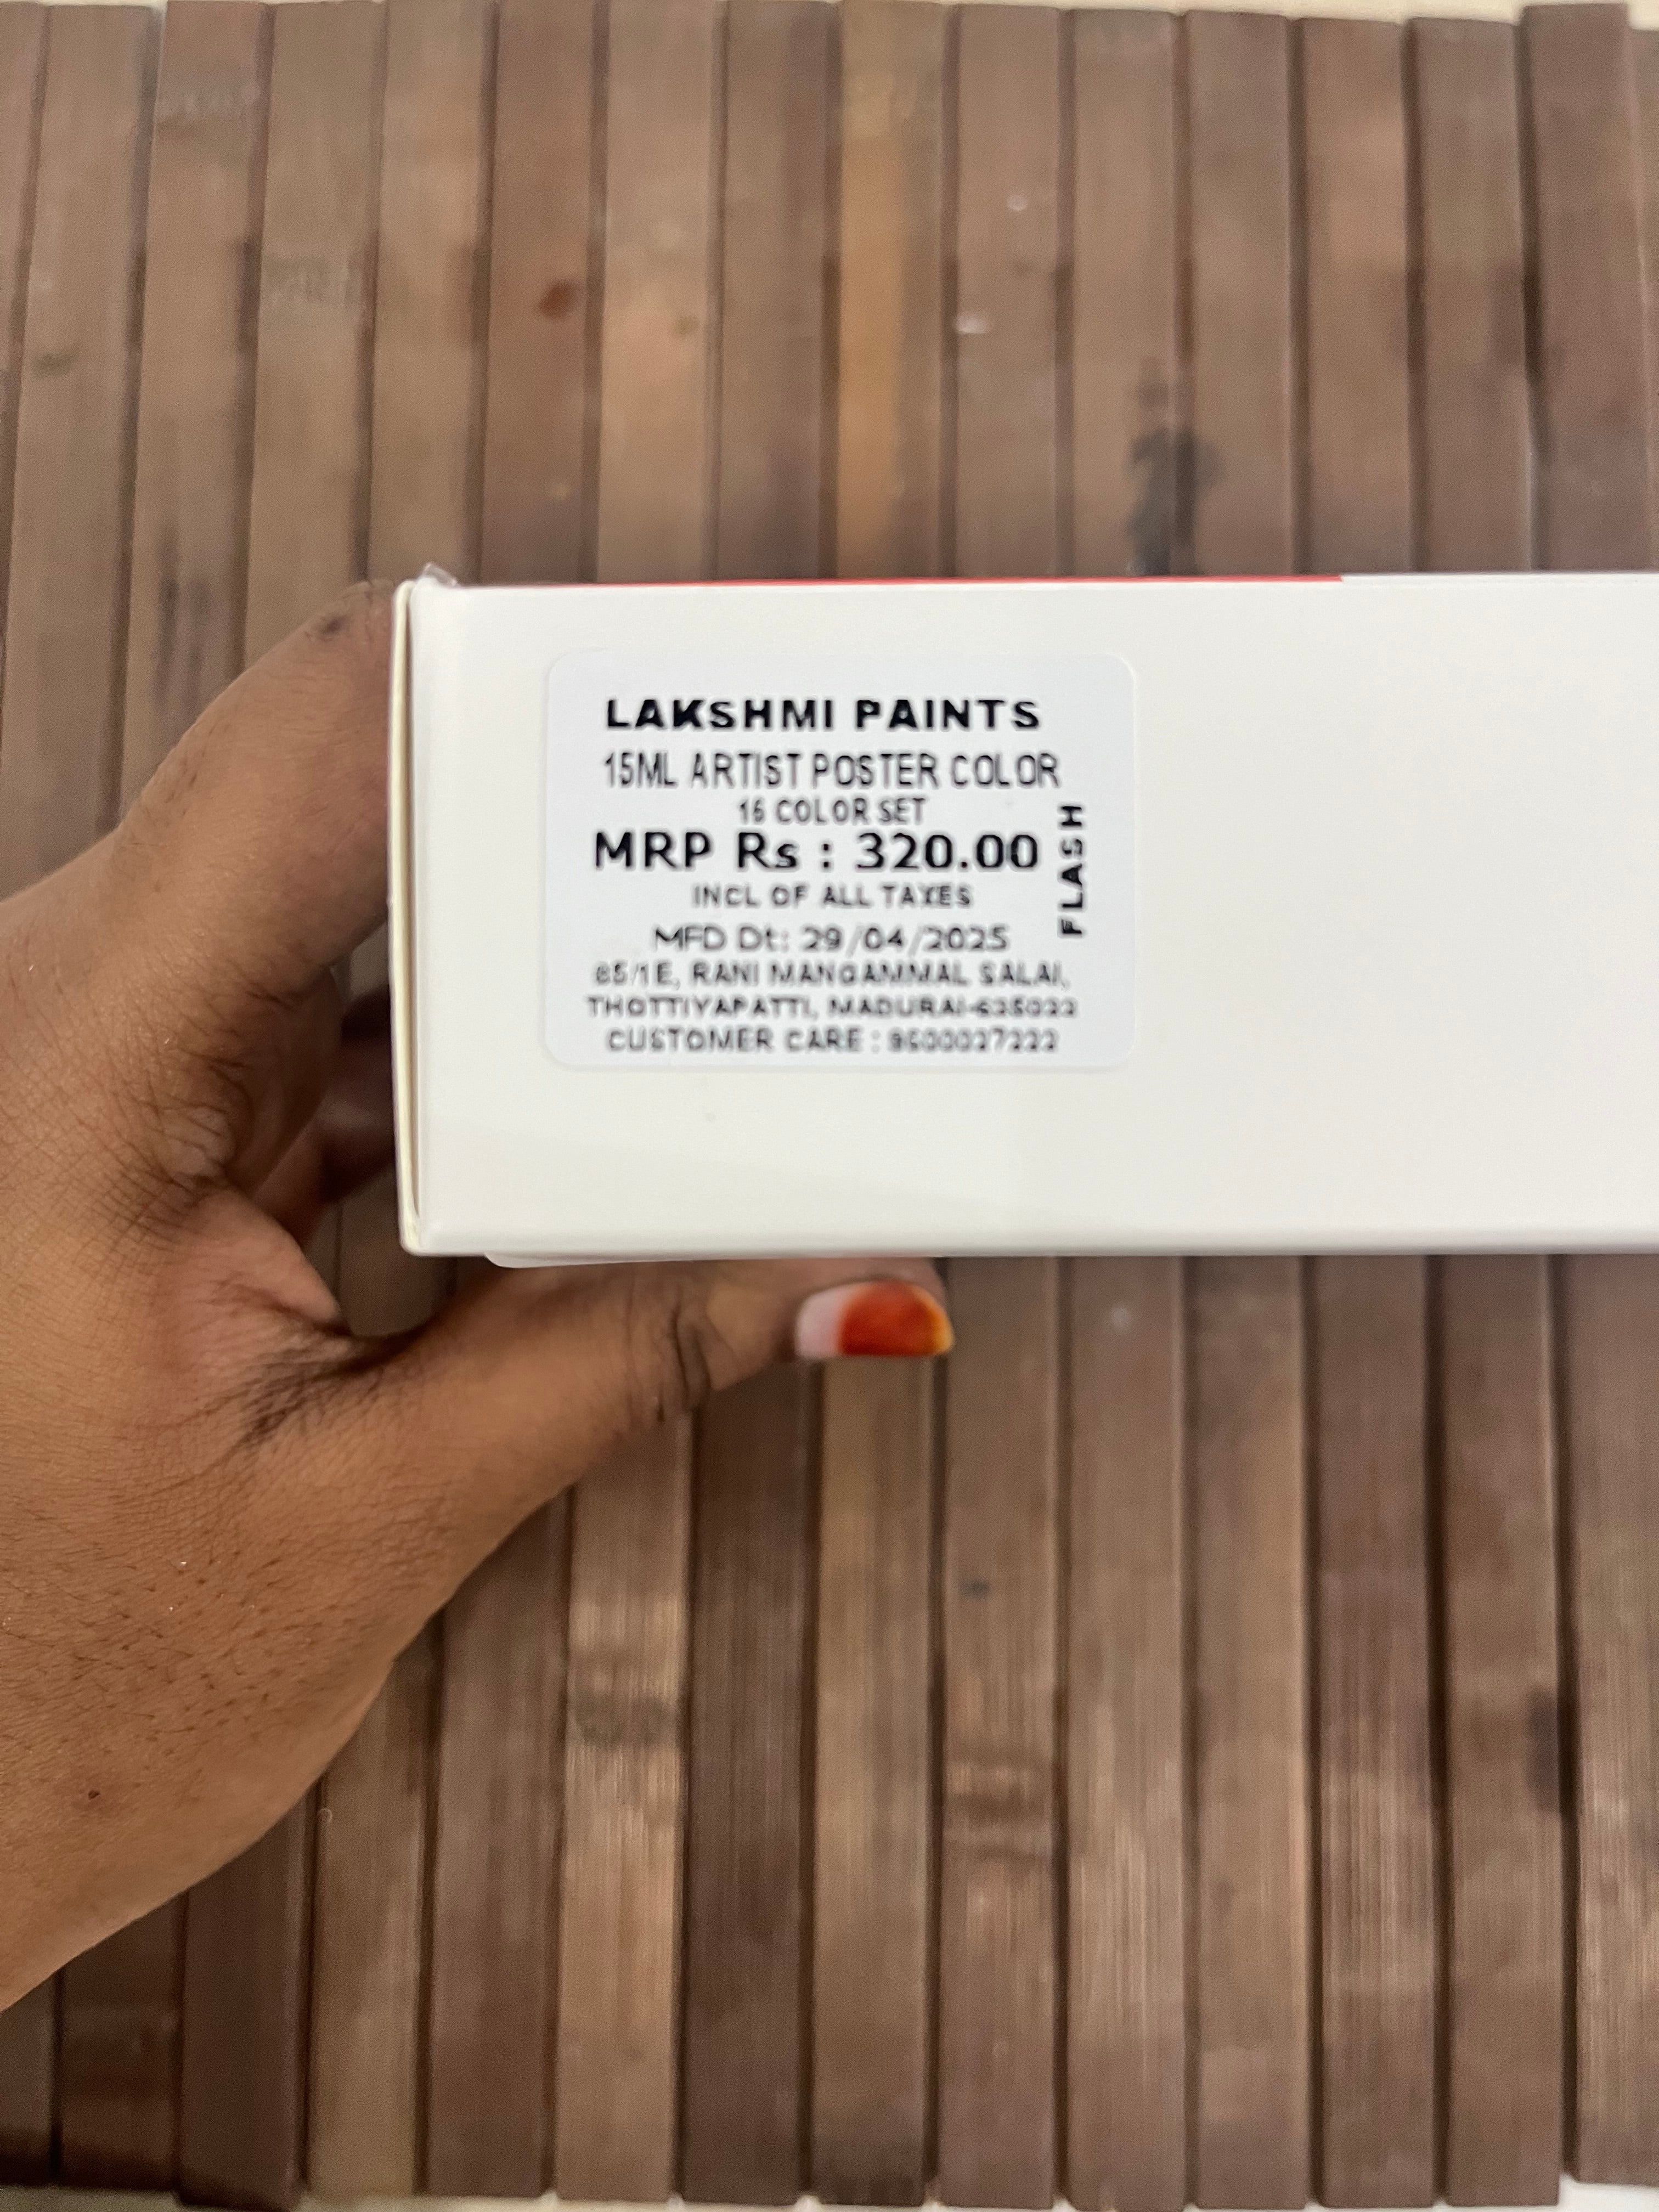 LAKSHMI PAINTS
15ML ARTIST POSTER COLOR
COLOR SET
MRP Rs : 320.00
INCL OF ALL TAXES
MFD Dt: 29/04/2025
RANI MANGAMMAL SALAI,
THOTTIYAPATTI, MADURAI-625022
CUSTOMER CARE :
FLASH